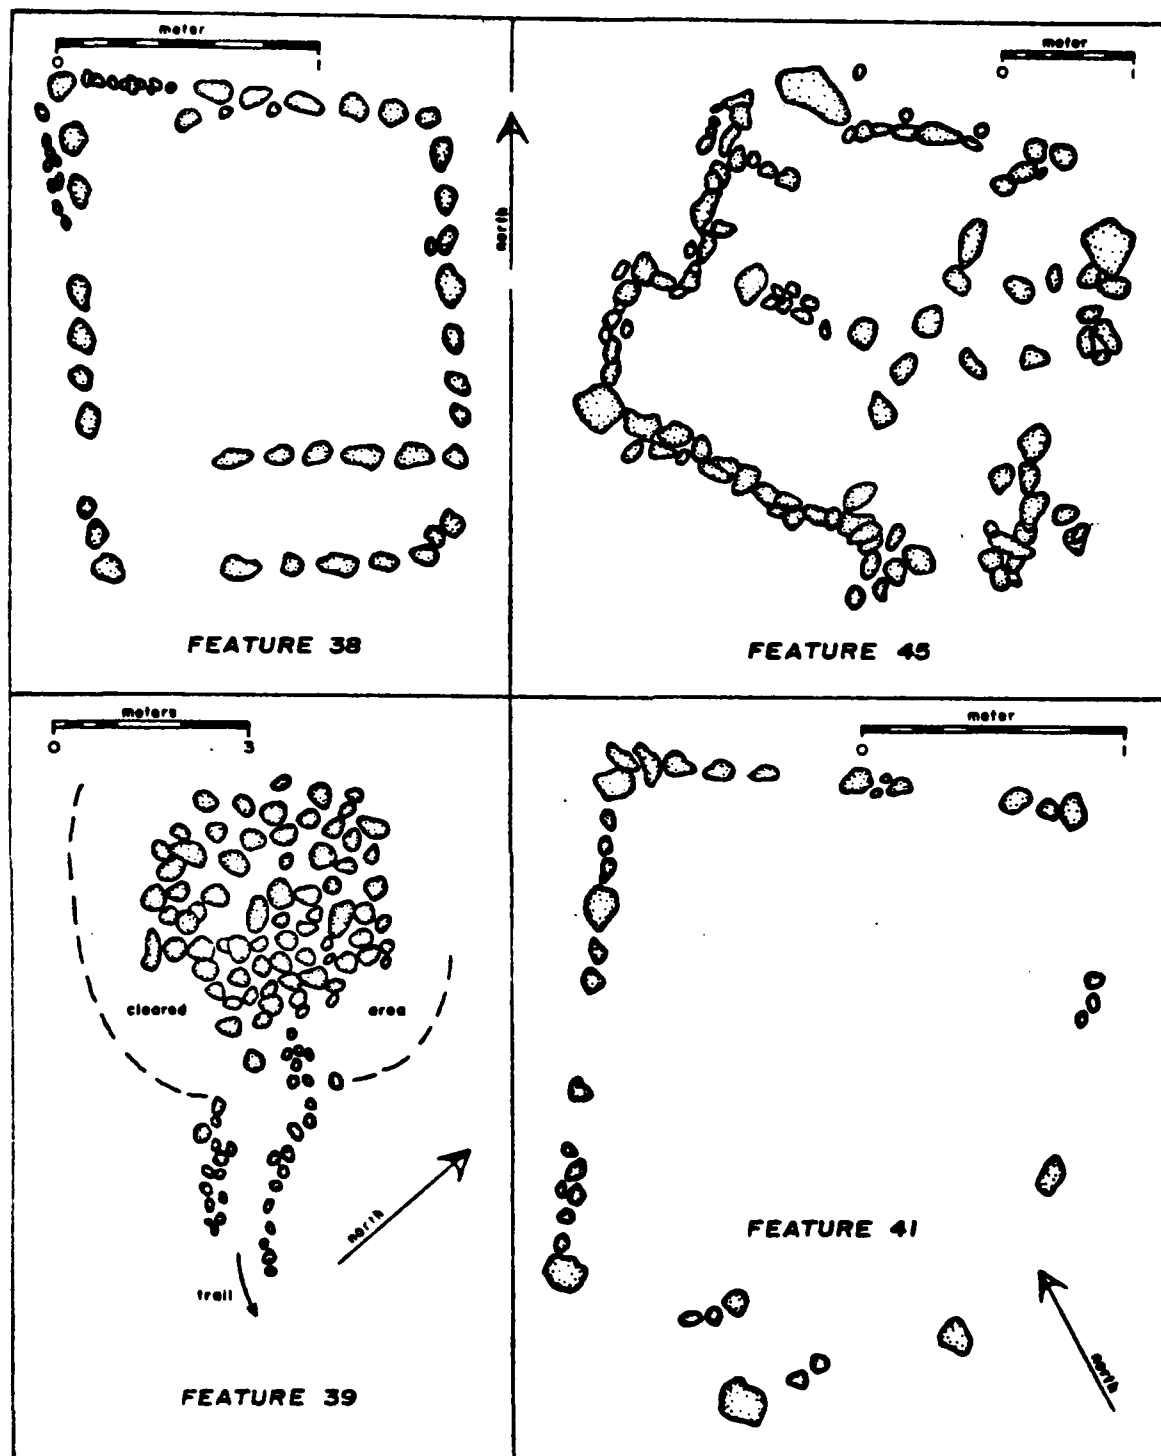 meter
0 1
north
FEATURE 38
meter
0 1
FEATURE 45
meters
0 3
cleared area
north
trail
FEATURE 39
meter
0 1
FEATURE 41
north